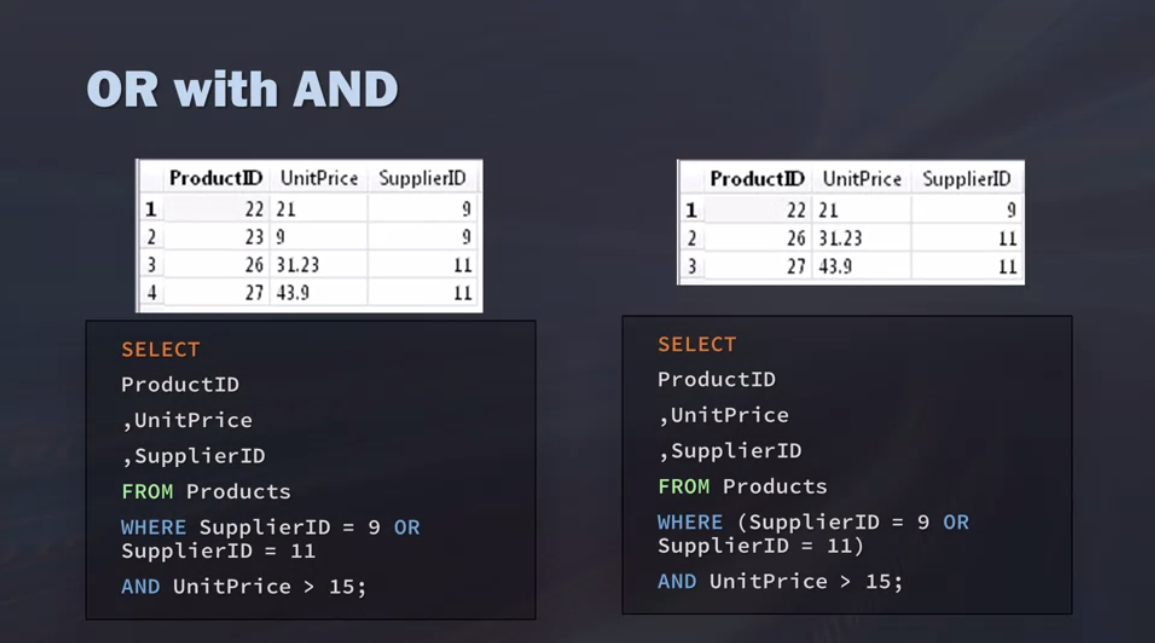 OR with AND
ProductID UnitPrice SupplierID
1 22 21 9
2 23 9 9
3 26 31.23 11
4 27 43.9 11
SELECT
ProductID
,UnitPrice
,SupplierID
FROM Products
WHERE SupplierID = 9 OR
SupplierID = 11
AND UnitPrice > 15;
ProductID UnitPrice SupplierID
1 22 21 9
2 26 31.23 11
3 27 43.9 11
SELECT
ProductID
,UnitPrice
,SupplierID
FROM Products
WHERE (SupplierID = 9 OR
SupplierID = 11)
AND UnitPrice > 15;